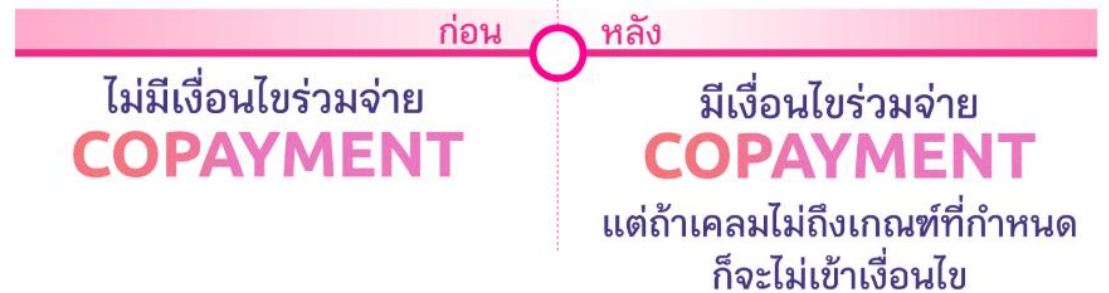 ก่อน
หลัง
ไม่มีเงื่อนไขร่วมจ่าย
COPAYMENT
มีเงื่อนไขร่วมจ่าย
COPAYMENT
แต่ถ้าเคลมไม่ถึงเกณฑ์ที่กำหนด
ก็จะไม่เข้าเงื่อนไข